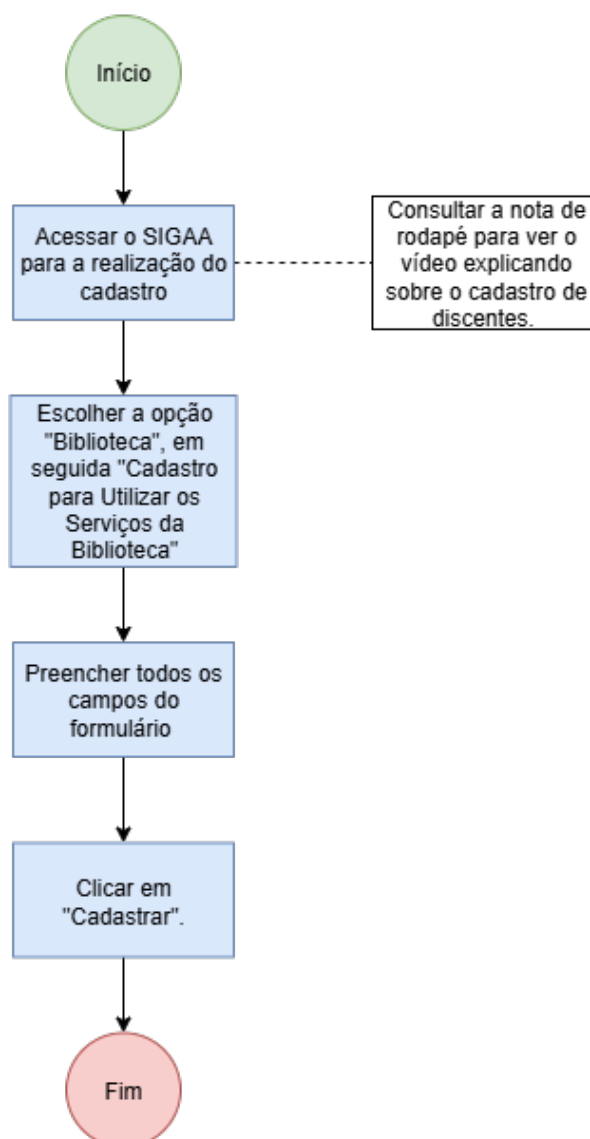 Início
Acessar o SIGAA
para a realização do
cadastro
Consultar a nota de
rodapé para ver o
vídeo explicando
sobre o cadastro de
discentes.
Escolher a opção
"Biblioteca", em
seguida "Cadastro
para Utilizar os
Serviços da
Biblioteca"
Preencher todos os
campos do
formulário
Clicar em
"Cadastrar".
Fim